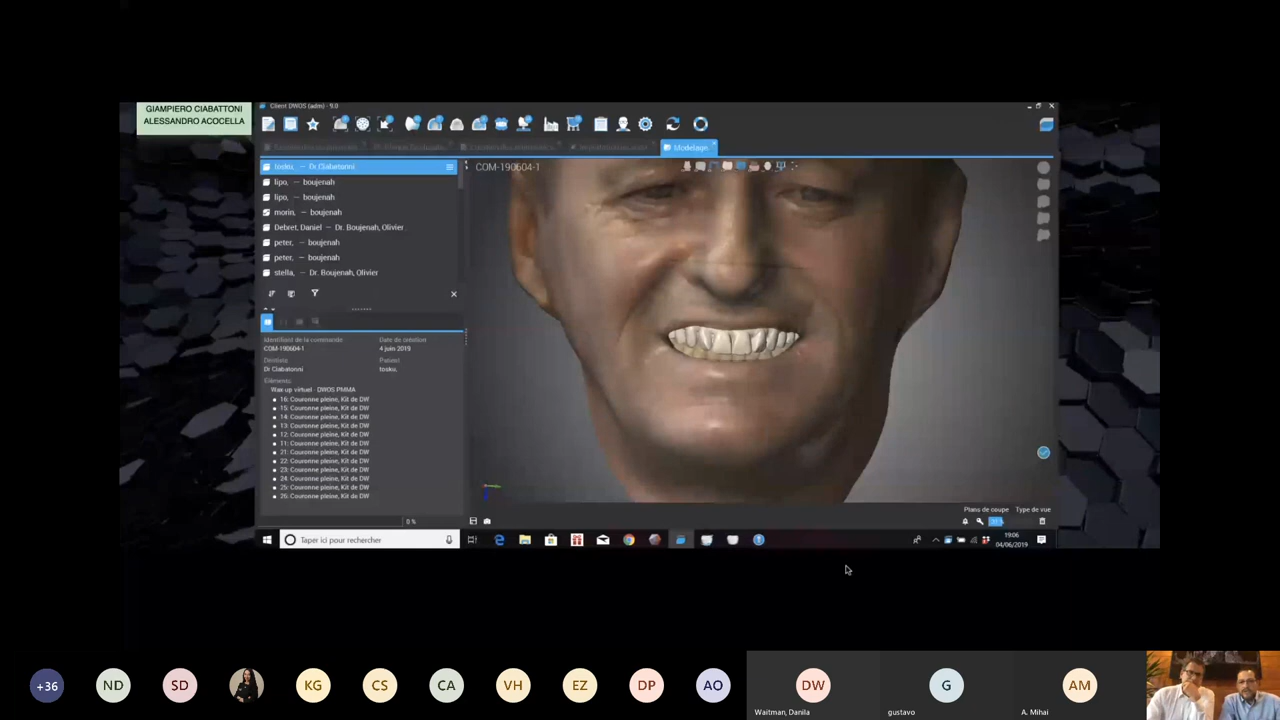 GIAMPIERO CIABATTONI
ALESSANDRO ACOCELLA
Client DWOS (adm) - 9.0
Modelage
tosku, — Dr Ciabatonni
lipo, — boujenah
lipo, — boujenah
morin, — boujenah
Debret, Daniel — Dr. Boujenah, Olivier
peter, — boujenah
peter, — boujenah
stella, — Dr. Boujenah, Olivier
COM-190604-1
Identifiant de la commande
Date de création
COM-190604-1
4 juin 2019
Dentiste
Patient
Dr Ciabatonni
tosku,
Éléments
Wax-up virtuel - DWOS PMMA
16: Couronne pleine, Kit de DW
15: Couronne pleine, Kit de DW
14: Couronne pleine, Kit de DW
13: Couronne pleine, Kit de DW
12: Couronne pleine, Kit de DW
11: Couronne pleine, Kit de DW
21: Couronne pleine, Kit de DW
22: Couronne pleine, Kit de DW
23: Couronne pleine, Kit de DW
24: Couronne pleine, Kit de DW
25: Couronne pleine, Kit de DW
26: Couronne pleine, Kit de DW
0 %
Plans de coupe
Type de vue
Taper ici pour rechercher
19:06
04/06/2019
+36
ND
SD
KG
CS
CA
VH
EZ
DP
AO
DW
G
AM
Waitman, Danila
gustavo
A. Mihai